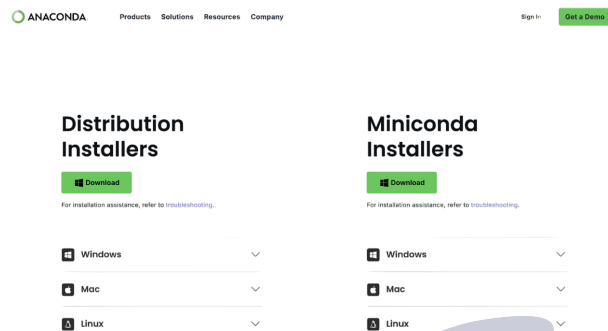 ANACONDA.
Products Solutions Resources Company
Sign In
Get a Demo
Distribution
Installers
Download
For installation assistance, refer to troubleshooting.
Windows
Mac
Linux
Miniconda
Installers
Download
For installation assistance, refer to troubleshooting.
Windows
Mac
Linux